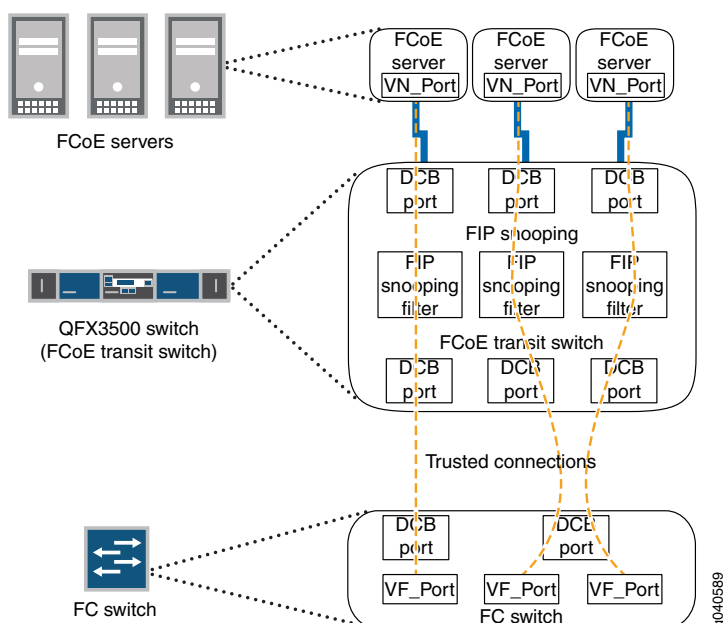 FCoE
server
VN_Port
FCoE
server
VN_Port
FCoE
server
VN_Port
FCoE servers
DCB
port
DCB
port
DCB
port
FIP snooping
FIP
snooping
filter
FIP
snooping
filter
FIP
snooping
filter
QFX3500 switch
(FCoE transit switch)
FCoE transit switch
DCB
port
DCB
port
DCB
port
Trusted connections
DCB
port
DCB
port
VF_Port
VF_Port
VF_Port
FC switch
FC switch
g040589